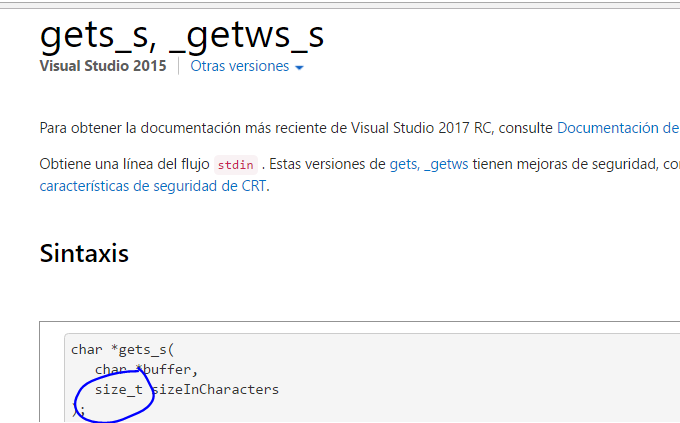 gets_s, _getws_s
Visual Studio 2015 Otras versiones
Para obtener la documentación más reciente de Visual Studio 2017 RC, consulte Documentación de
Obtiene una línea del flujo stdin . Estas versiones de gets, _getws tienen mejoras de seguridad, co
características de seguridad de CRT.
Sintaxis
char *gets_s(
char *buffer,
size_t sizeInCharacters
);